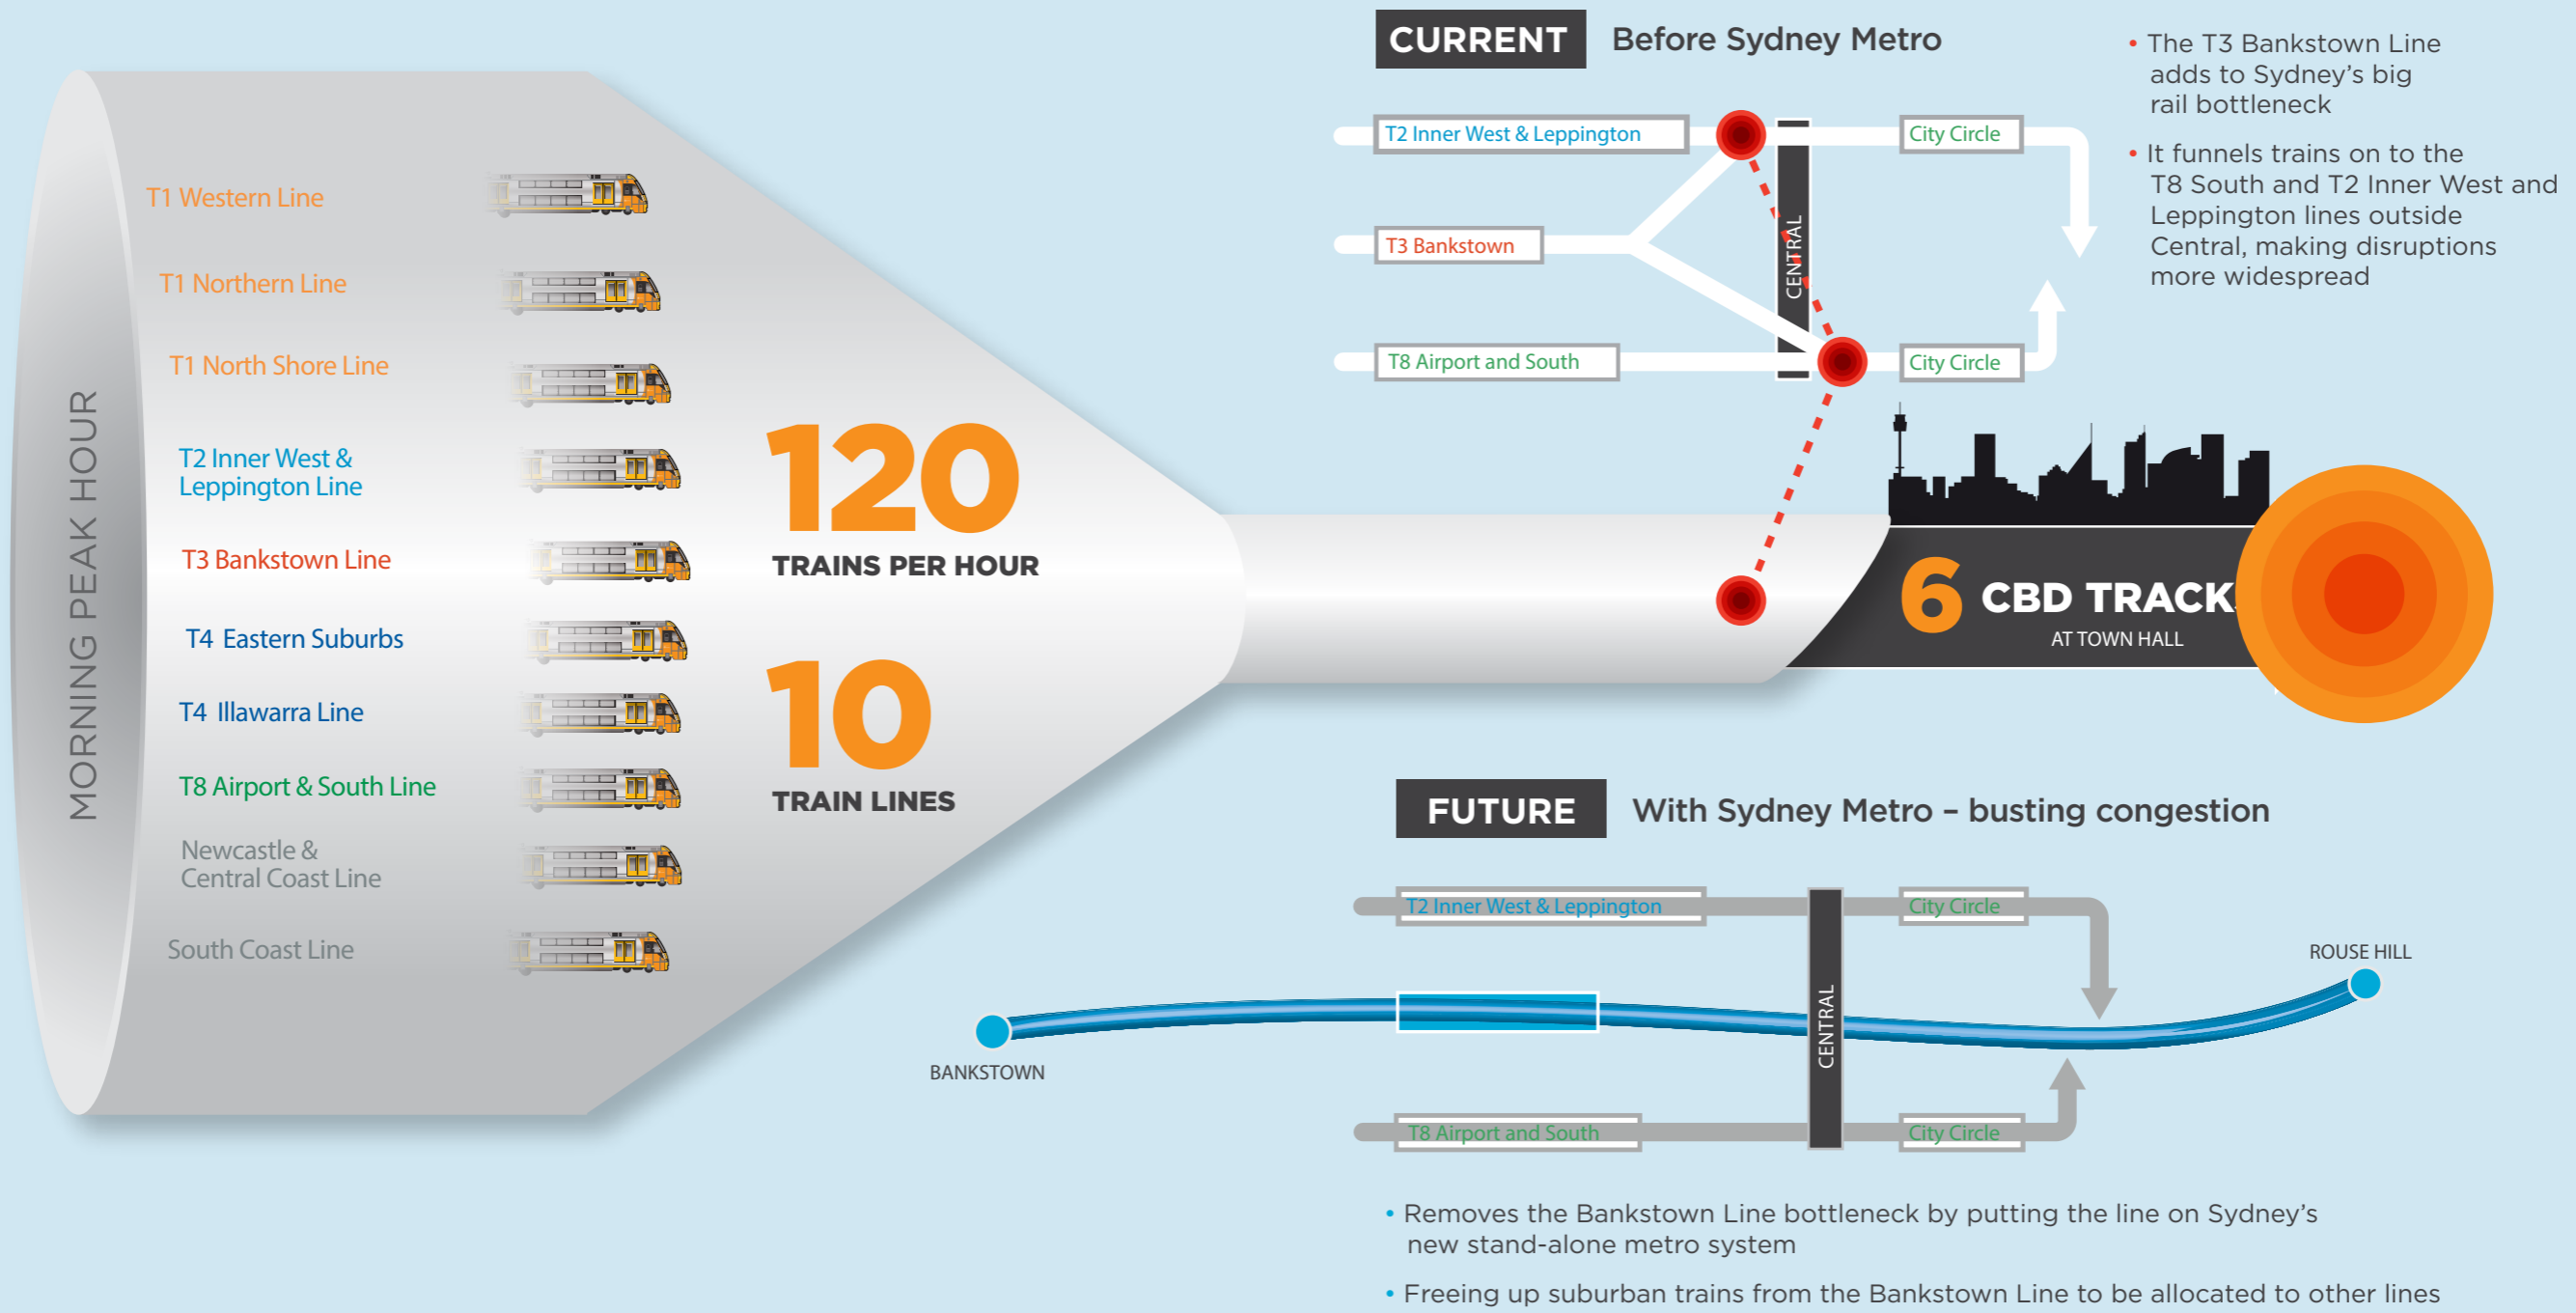 MORNING PEAK HOUR
T1 Western Line
T1 Northern Line
T1 North Shore Line
T2 Inner West &
Leppington Line
T3 Bankstown Line
T4 Eastern Suburbs
T4 Illawarra Line
T8 Airport & South Line
Newcastle &
Central Coast Line
South Coast Line
120
TRAINS PER HOUR
10
TRAIN LINES
CURRENT Before Sydney Metro
T2 Inner West & Leppington
City Circle
T3 Bankstown
CENTRAL
T8 Airport and South
City Circle
• The T3 Bankstown Line
adds to Sydney's big
rail bottleneck
• It funnels trains on to the
T8 South and T2 Inner West and
Leppington lines outside
Central, making disruptions
more widespread
6 CBD TRACK
AT TOWN HALL
FUTURE With Sydney Metro – busting congestion
T2 Inner West & Leppington
City Circle
ROUSE HILL
CENTRAL
BANKSTOWN
T8 Airport and South
City Circle
• Removes the Bankstown Line bottleneck by putting the line on Sydney's
new stand-alone metro system
• Freeing up suburban trains from the Bankstown Line to be allocated to other lines